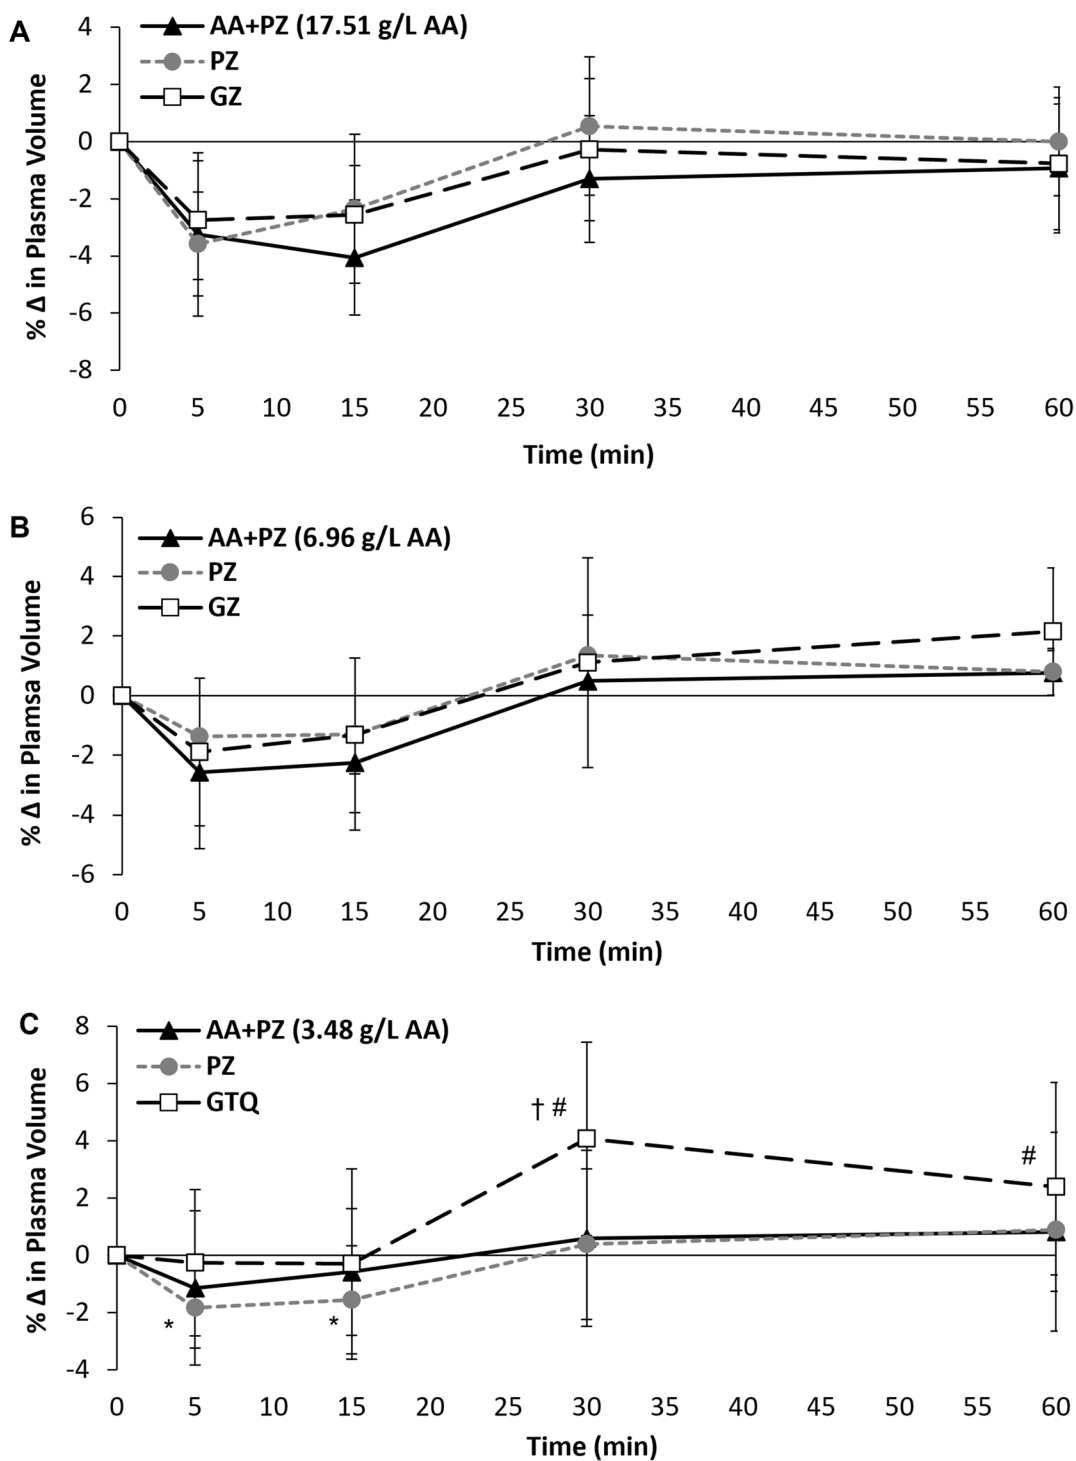 A
% Δ in Plasma Volume
4
2
0
-2
-4
-6
-8
AA+PZ (17.51 g/L AA)
PZ
GZ
0 5 10 15 20 25 30 35 40 45 50 55 60
Time (min)
B
% Δ in Plamsa Volume
6
4
2
0
-2
-4
-6
AA+PZ (6.96 g/L AA)
PZ
GZ
0 5 10 15 20 25 30 35 40 45 50 55 60
Time (min)
C
% Δ in Plasma Volume
8
6
4
2
0
-2
-4
AA+PZ (3.48 g/L AA)
PZ
GTQ
† #
#
* *
0 5 10 15 20 25 30 35 40 45 50 55 60
Time (min)